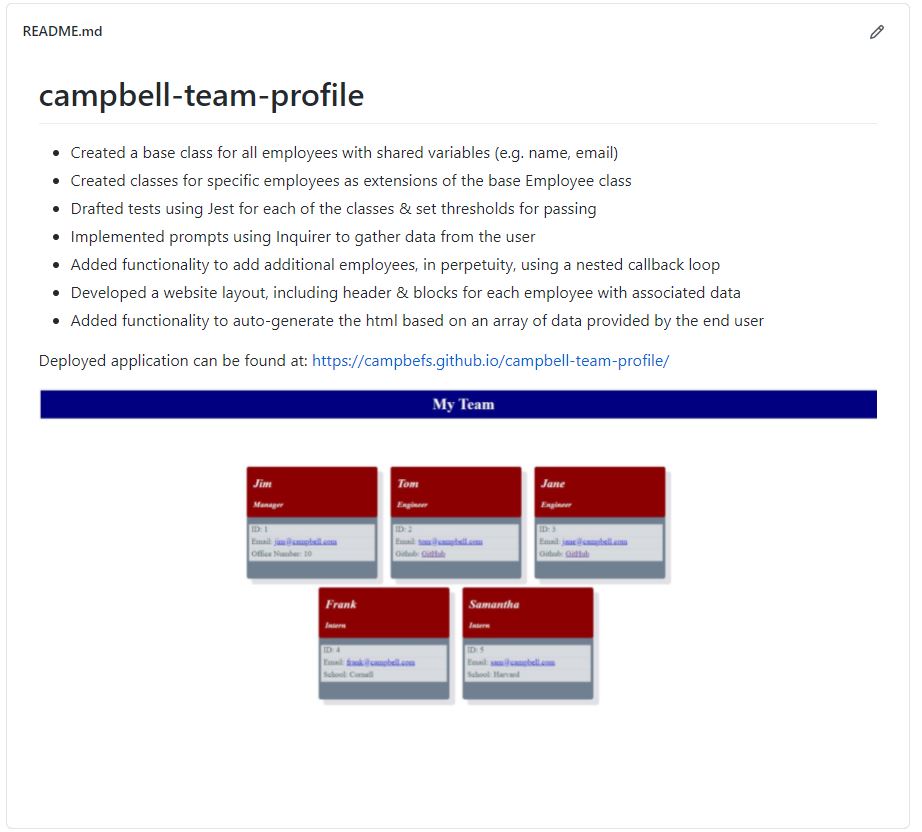 README.md
campbell-team-profile
• Created a base class for all employees with shared variables (e.g. name, email)
• Created classes for specific employees as extensions of the base Employee class
• Drafted tests using Jest for each of the classes & set thresholds for passing
• Implemented prompts using Inquirer to gather data from the user
• Added functionality to add additional employees, in perpetuity, using a nested callback loop
• Developed a website layout, including header & blocks for each employee with associated data
• Added functionality to auto-generate the html based on an array of data provided by the end user
Deployed application can be found at: https://campbefs.github.io/campbell-team-profile/
My Team
Jim
Manager
ID: 1
Email: jim@campbell.com
Office Number: 10
Tom
Engineer
ID: 2
Email: tom@campbell.com
Github: GitHub
Jane
Engineer
ID: 3
Email: jane@campbell.com
Github: GitHub
Frank
Intern
ID: 4
Email: frank@campbell.com
School: Cornell
Samantha
Intern
ID: 5
Email: sam@campbell.com
School: Harvard